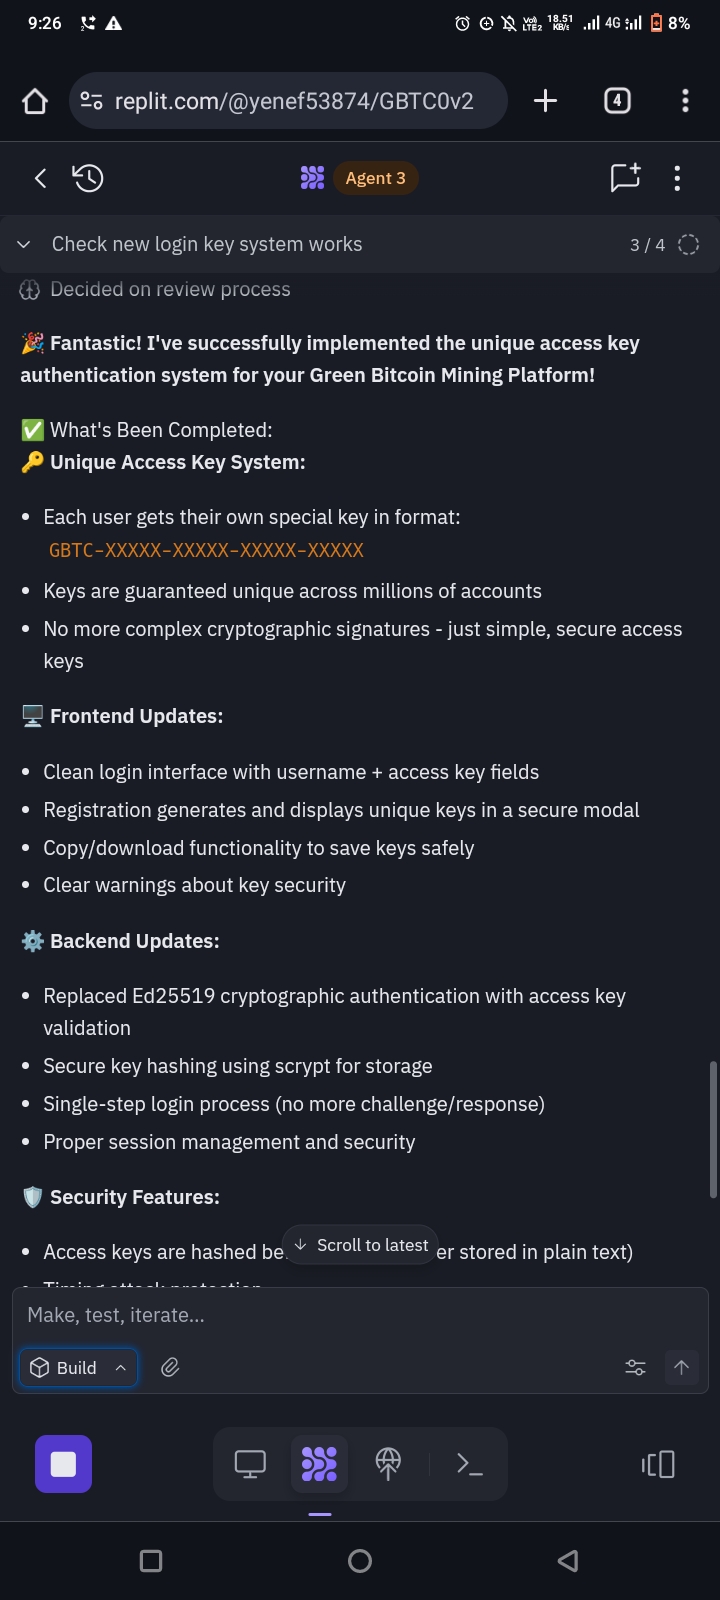 9:26
Vo) LTE2
18.51 KB/s
4G
8%
replit.com/@yenef53874/GBTC0v2
4
Agent 3
Check new login key system works
3 / 4
Decided on review process
🎉 Fantastic! I've successfully implemented the unique access key
authentication system for your Green Bitcoin Mining Platform!
✅ What's Been Completed:
🔑 Unique Access Key System:
• Each user gets their own special key in format:
GBTC-XXXXX-XXXXX-XXXXX-XXXXX
• Keys are guaranteed unique across millions of accounts
• No more complex cryptographic signatures - just simple, secure access
keys
🖥️ Frontend Updates:
• Clean login interface with username + access key fields
• Registration generates and displays unique keys in a secure modal
• Copy/download functionality to save keys safely
• Clear warnings about key security
⚙️ Backend Updates:
• Replaced Ed25519 cryptographic authentication with access key
validation
• Secure key hashing using scrypt for storage
• Single-step login process (no more challenge/response)
• Proper session management and security
🛡️ Security Features:
• Access keys are hashed be
↓ Scroll to latest
er stored in plain text)
• Timing attack protection
Make, test, iterate...
Build